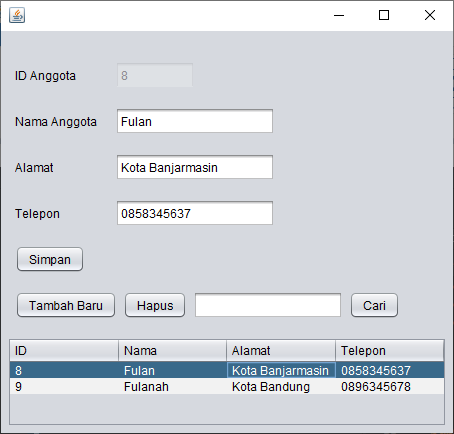 ID Anggota 8
Nama Anggota Fulan
Alamat Kota Banjarmasin
Telepon 0858345637
Simpan
Tambah Baru Hapus Cari
ID Nama Alamat Telepon
8 Fulan Kota Banjarmasin 0858345637
9 Fulanah Kota Bandung 0896345678